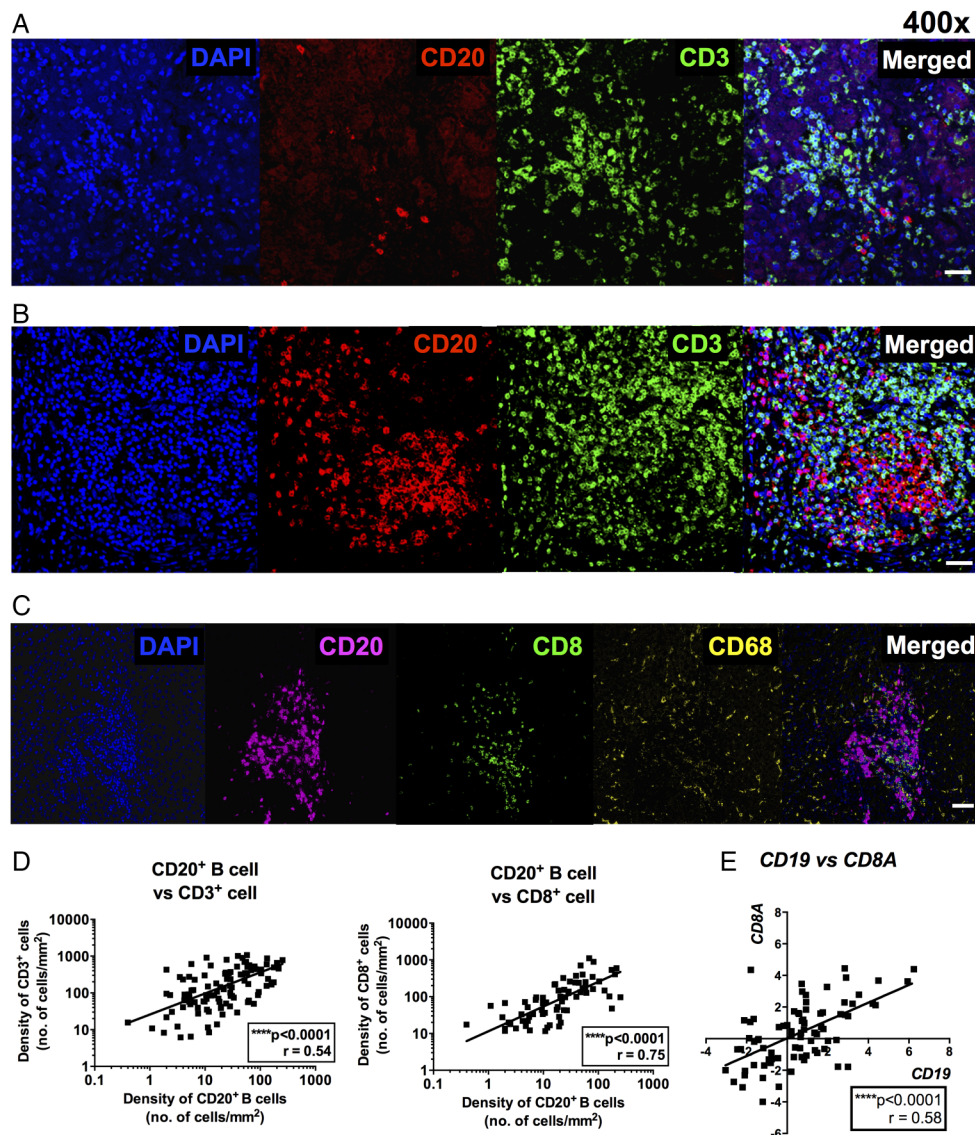 A
400x
DAPI
CD20
CD3
Merged
B
DAPI
CD20
CD3
Merged
C
DAPI
CD20
CD8
CD68
Merged
D
CD20+ B cell
vs CD3+ cell
Density of CD3+ cells
(no. of cells/mm2)
1000
1000
100
10
1
0.1
1
10
100
1000
****p<0.0001
r = 0.54
Density of CD20+ B cells
(no. of cells/mm2)
CD20+ B cell
vs CD8+ cell
Density of CD8+ cells
(no. of cells/mm2)
10000
1000
100
10
1
0.1
1
10
100
1000
****p<0.0001
r = 0.75
Density of CD20+ B cells
(no. of cells/mm2)
E
CD19 vs CD8A
CD8A
8
6
4
2
-4
-2
2
4
6
8
-2
-4
-6
CD19
****p<0.0001
r = 0.58